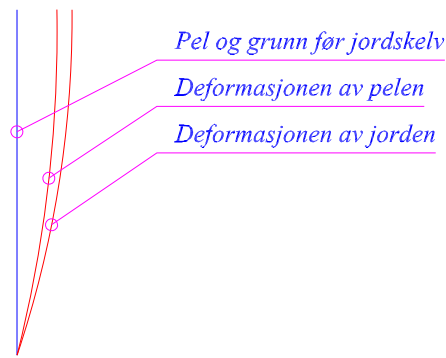 Pel og grunn før jordskelv
Deformasjonen av pelen
Deformasjonen av jorden